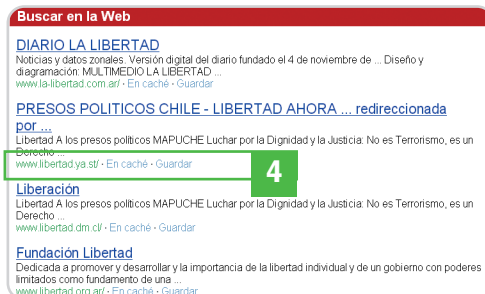 Buscar en la Web
DIARIO LA LIBERTAD
Noticias y datos zonales. Versión digital del diario fundado el 4 de noviembre de ... Diseño y
diagramación: MULTIMEDIO LA LIBERTAD ...
www.la-libertad.com.ar/ - En caché - Guardar
PRESOS POLITICOS CHILE - LIBERTAD AHORA ... redireccionada
por ...
Libertad A los presos políticos MAPUCHE Luchar por la Dignidad y la Justicia: No es Terrorismo, es un
Derecho ...
www.libertad.ya.st/ - En caché - Guardar
4
Liberación
Libertad A los presos políticos MAPUCHE Luchar por la Dignidad y la Justicia: No es Terrorismo, es un
Derecho ...
www.libertad.dm.cl/ - En caché - Guardar
Fundación Libertad
Dedicada a promover y desarrollar y la importancia de la libertad individual y de un gobierno con poderes
limitados como fundamento de una ...
www.libertad.org.ar/ - En caché - Guardar